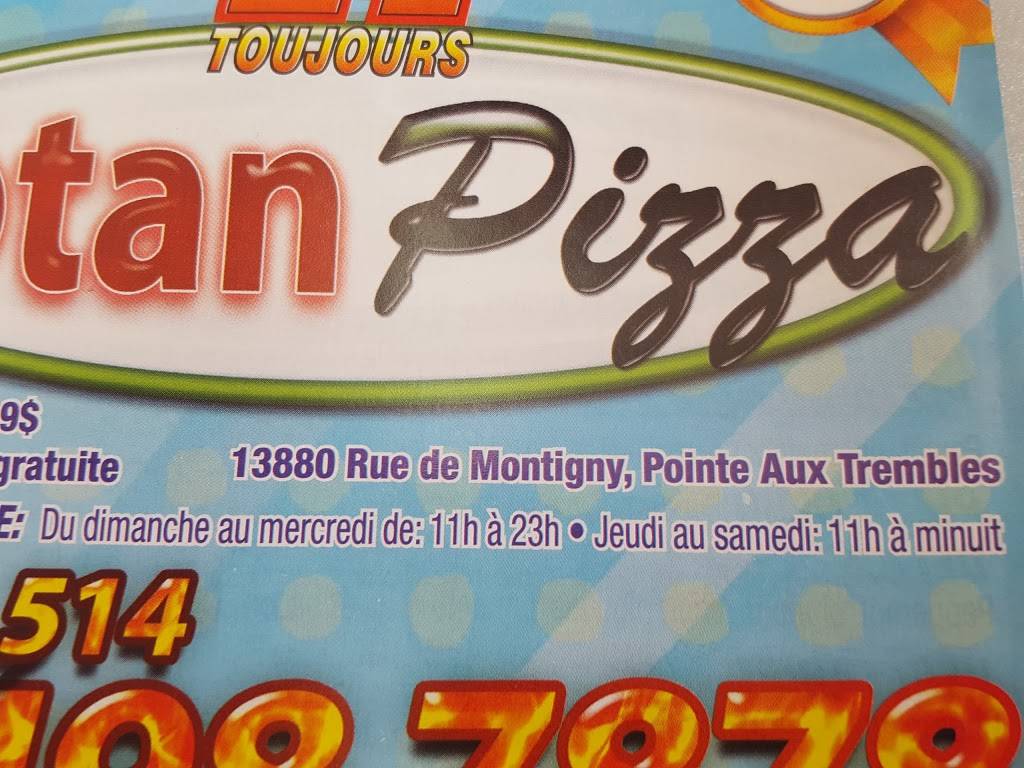 TOUJOURS
tan Pizza
9$
gratuite 13880 Rue de Montigny, Pointe Aux Trembles
E: Du dimanche au mercredi de: 11h à 23h • Jeudi au samedi: 11h à minuit
514